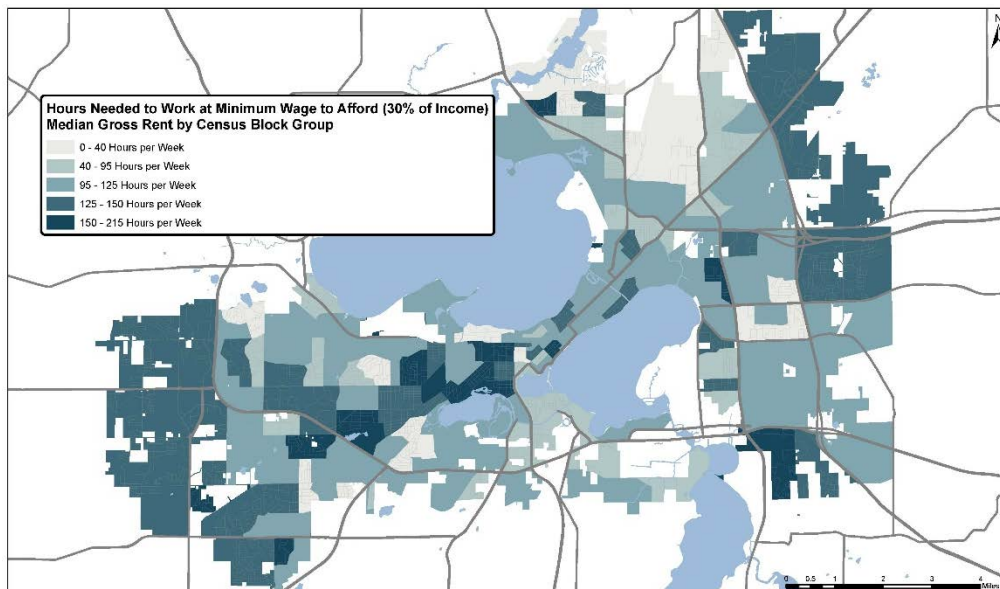 N
Hours Needed to Work at Minimum Wage to Afford (30% of Income)
Median Gross Rent by Census Block Group
0 - 40 Hours per Week
40 - 95 Hours per Week
95 - 125 Hours per Week
125 - 150 Hours per Week
150 - 215 Hours per Week
0 0.5 1 2 3 4
Miles